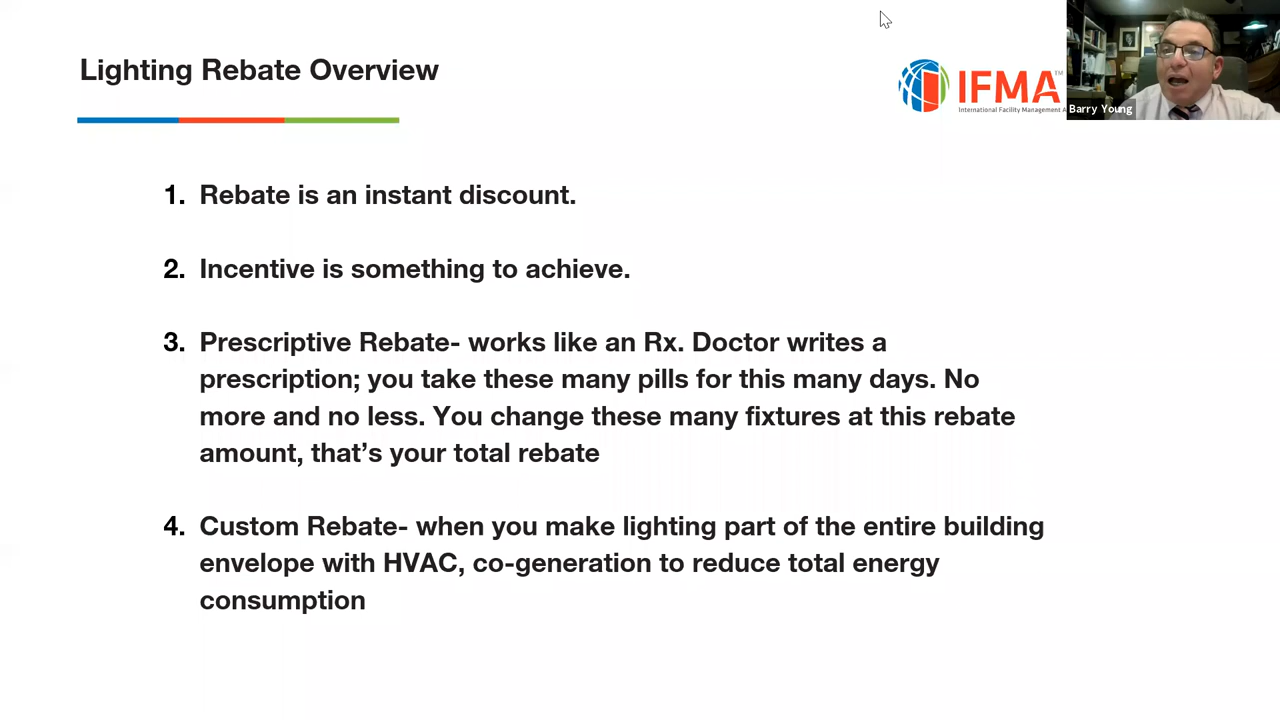 Lighting Rebate Overview
IFMA™
International Facility Management A
Barry Young
1. Rebate is an instant discount.
2. Incentive is something to achieve.
3. Prescriptive Rebate- works like an Rx. Doctor writes a
prescription; you take these many pills for this many days. No
more and no less. You change these many fixtures at this rebate
amount, that’s your total rebate
4. Custom Rebate- when you make lighting part of the entire building
envelope with HVAC, co-generation to reduce total energy
consumption